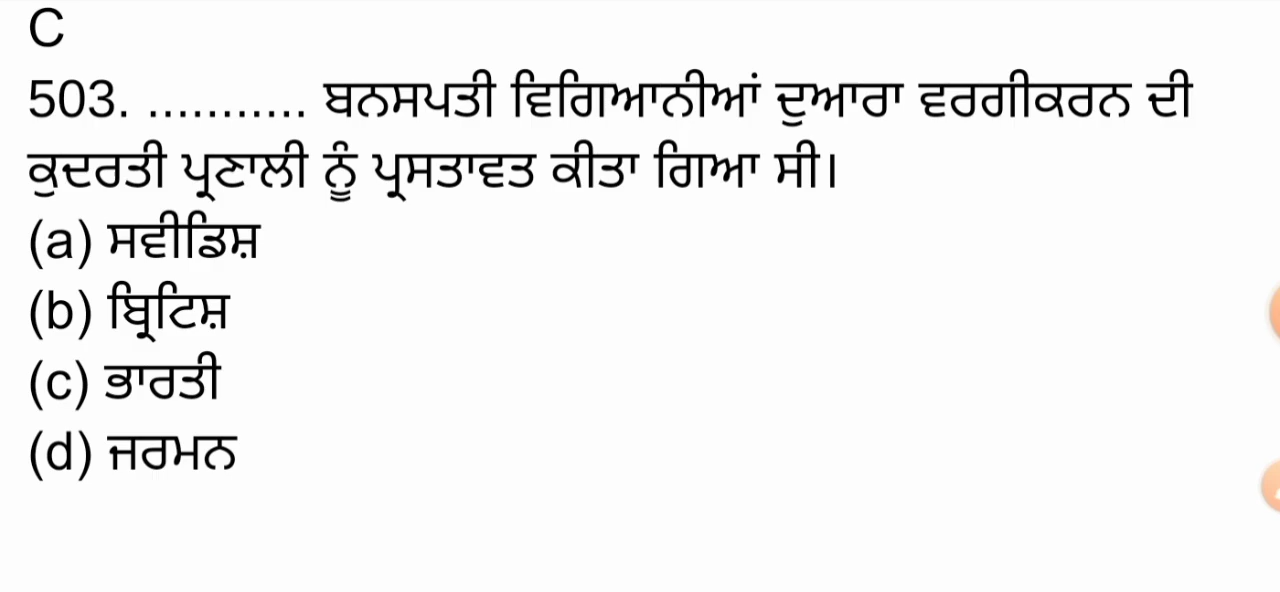 C
503. ............ ਬਨਸਪਤੀ ਵਿਗਿਆਨੀਆਂ ਦੁਆਰਾ ਵਰਗੀਕਰਨ ਦੀ
ਕੁਦਰਤੀ ਪ੍ਰਣਾਲੀ ਨੂੰ ਪ੍ਰਸਤਾਵਤ ਕੀਤਾ ਗਿਆ ਸੀ।
(a) ਸਵੀਡਿਸ਼
(b) ਬ੍ਰਿਟਿਸ਼
(c) ਭਾਰਤੀ
(d) ਜਰਮਨ